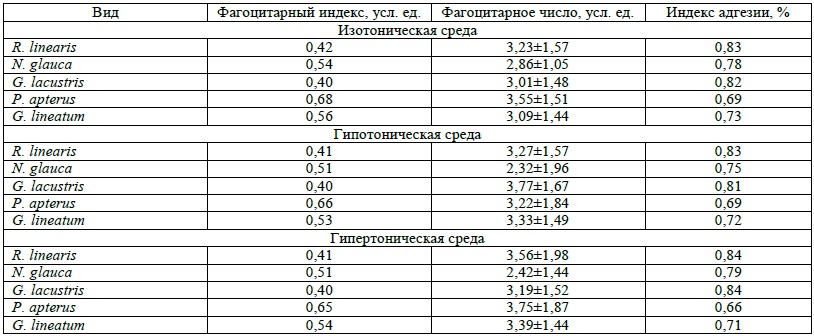 Вид Фагоцитарный индекс, усл. ед. Фагоцитарное число, усл. ед. Индекс адгезии, %
Изотоническая среда
R. linearis 0,42 3,23±1,57 0,83
N. glauca 0,54 2,86±1,05 0,78
G. lacustris 0,40 3,01±1,48 0,82
P. apterus 0,68 3,55±1,51 0,69
G. lineatum 0,56 3,09±1,44 0,73
Гипотоническая среда
R. linearis 0,41 3,27±1,57 0,83
N. glauca 0,51 2,32±1,96 0,75
G. lacustris 0,40 3,77±1,67 0,81
P. apterus 0,66 3,22±1,84 0,69
G. lineatum 0,53 3,33±1,49 0,72
Гипертоническая среда
R. linearis 0,41 3,56±1,98 0,84
N. glauca 0,51 2,42±1,44 0,79
G. lacustris 0,40 3,19±1,52 0,84
P. apterus 0,65 3,75±1,87 0,66
G. lineatum 0,54 3,39±1,44 0,71